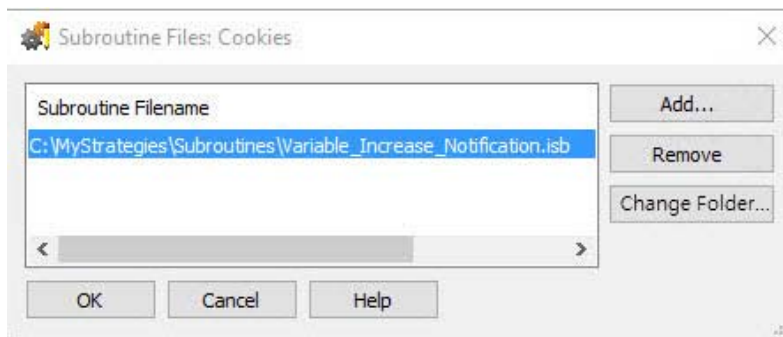 Subroutine Files: Cookies
Subroutine Filename
C:\MyStrategies\Subroutines\Variable_Increase_Notification.isb
Add...
Remove
Change Folder...
OK
Cancel
Help